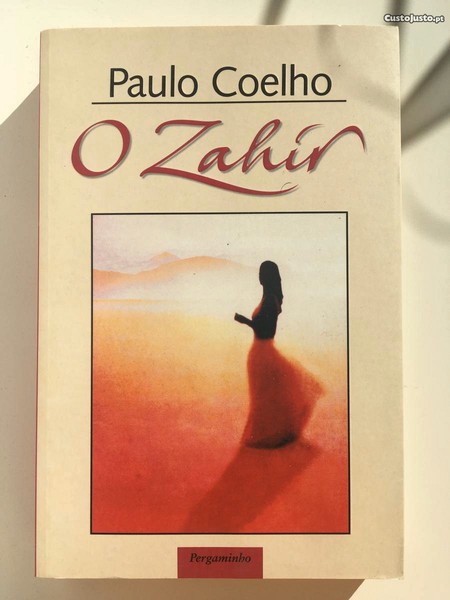 CustoJusto.pt
Paulo Coelho
O Zahir
Pergaminho